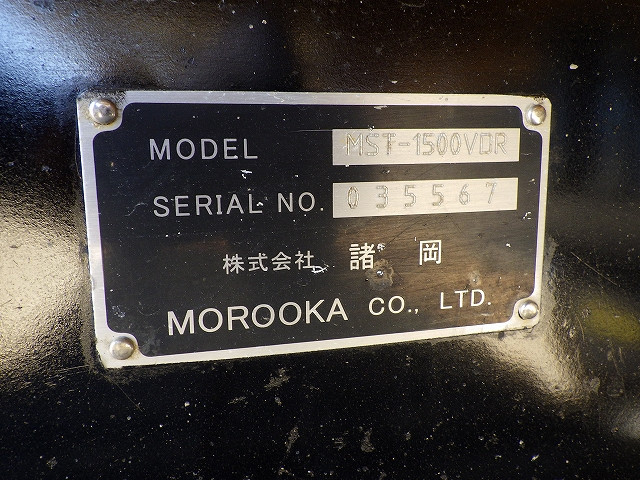 MODEL MST-1500VDR
SERIAL NO. 035567
株式会社 諸岡
MOROOKA CO., LTD.